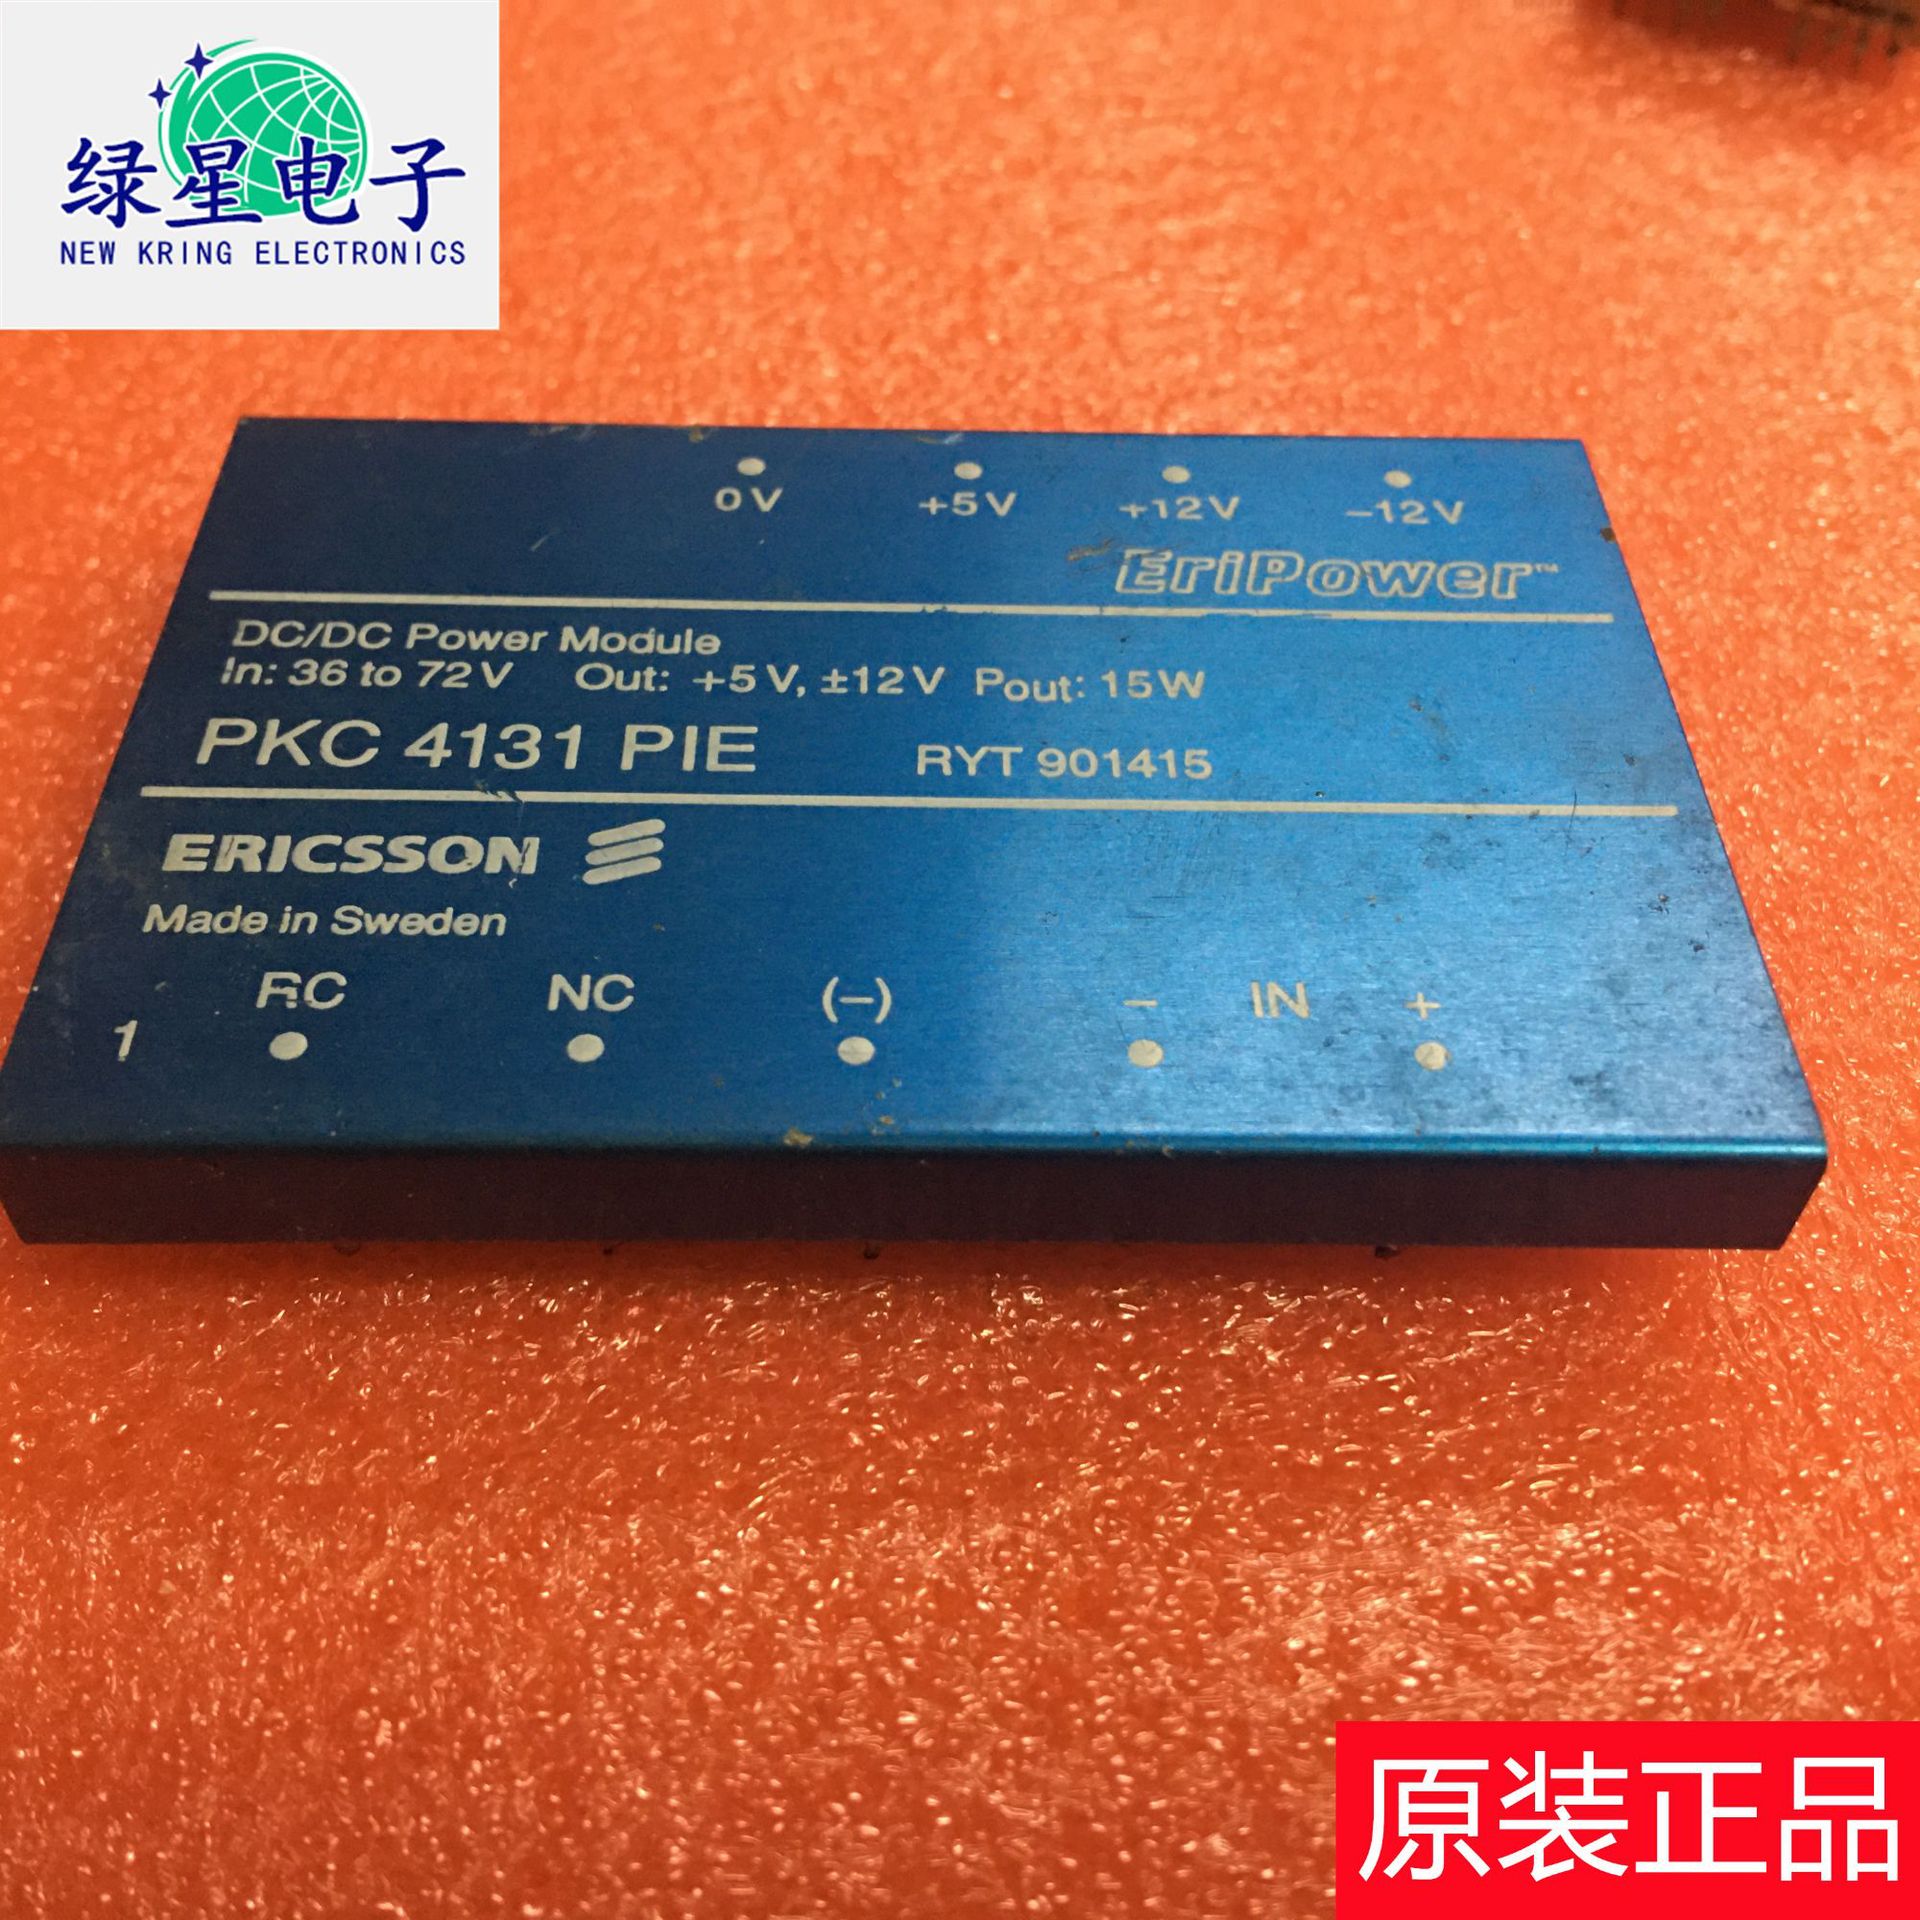 绿星电子
NEW KRING ELECTRONICS
0V +5V +12V -12V
EriPower™
DC/DC Power Module
In: 36 to 72V Out: +5V, ±12V Pout: 15W
PKC 4131 PIE RYT 901415
ERICSSON
Made in Sweden
RC NC (–) – IN +
1
原装正品